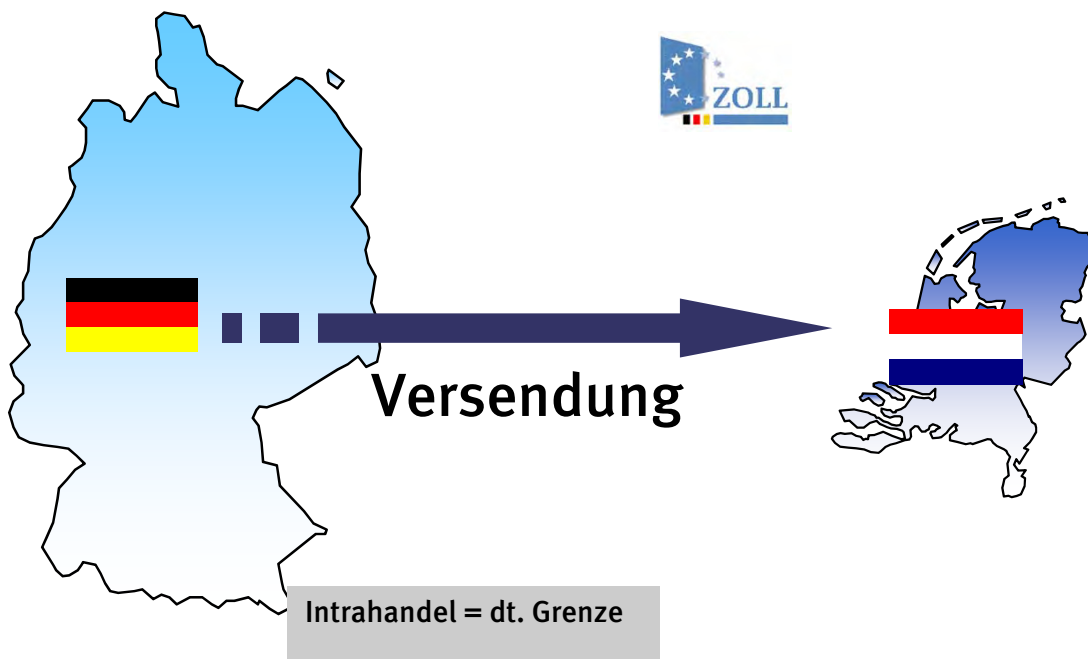 ZOLL
Versendung
Intrahandel = dt. Grenze